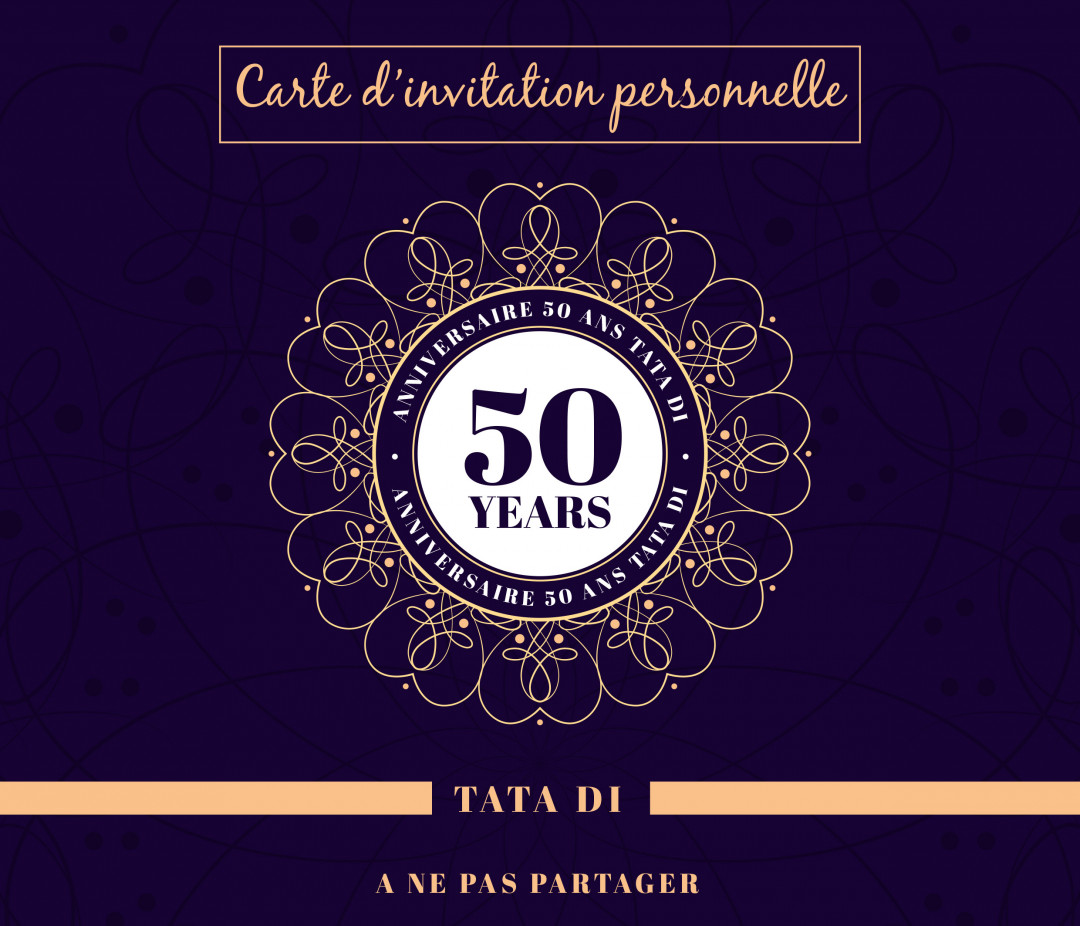 Carte d'invitation personnelle
ANNIVERSAIRE 50 ANS TATA DI
50
YEARS
ANNIVERSAIRE 50 ANS TATA DI
TATA DI
A NE PAS PARTAGER